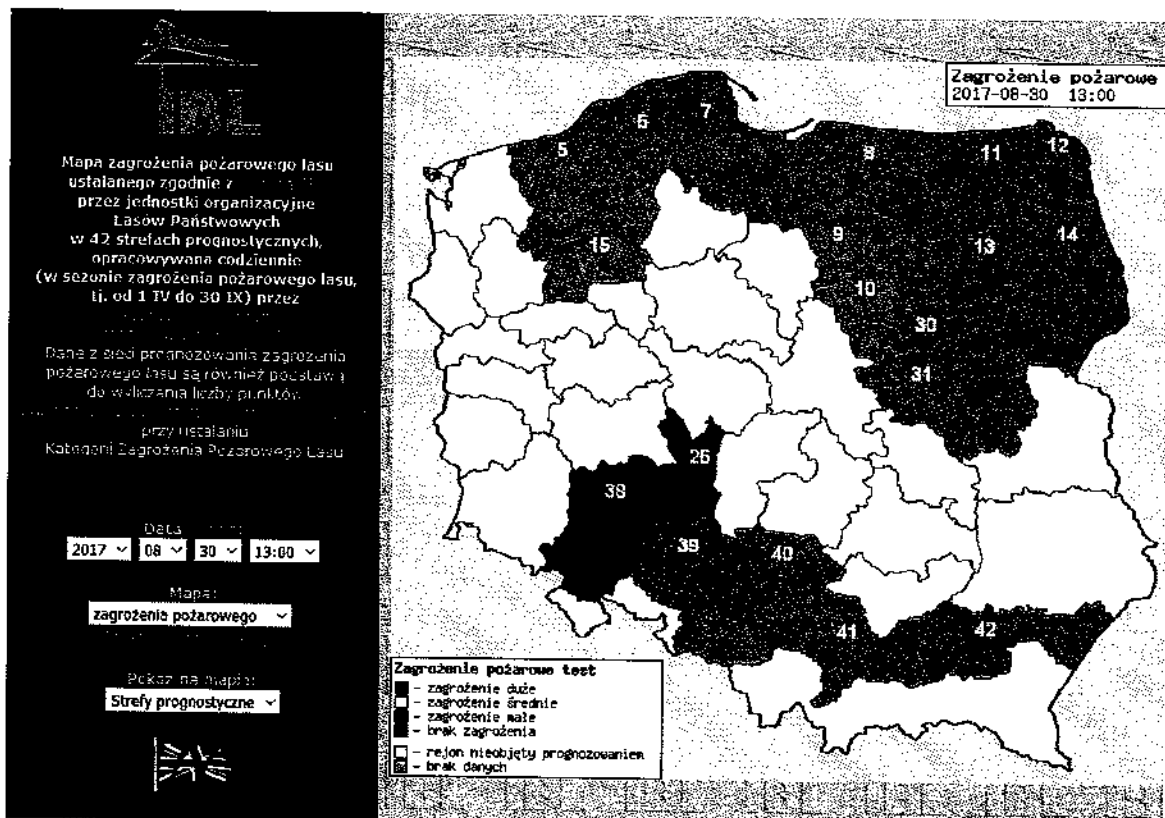 Mapa zagrożenia pożarowego lasu
ustalanego zgodnie z
przez jednostki organizacyjne
Lasów Państwowych
w 42 strefach prognostycznych,
opracowywana codziennie
(w sezonie zagrożenia pożarowego lasu,
tj. od 1 IV do 30 IX) przez
Dane z sieci prognozowania zagrożenia
pożarowego lasu są również podstawą
do wyliczania liczby punktów
przy ustalaniu
Kategorii Zagrożenia Pożarowego Lasu
Data
2017 08 30 13:00
Mapa:
zagrożenia pożarowego
Pokaż na mapie:
Strefy prognostyczne
Zagrożenie pożarowe
2017-08-30 13:00
7
6
5
8
11
12
15
9
13
14
10
30
31
26
38
39
40
41
42
Zagrożenie pożarowe test
- zagrożenie duże
- zagrożenie średnie
- zagrożenie małe
- brak zagrożenia
- rejon nieobjęty prognozowaniem
- brak danych